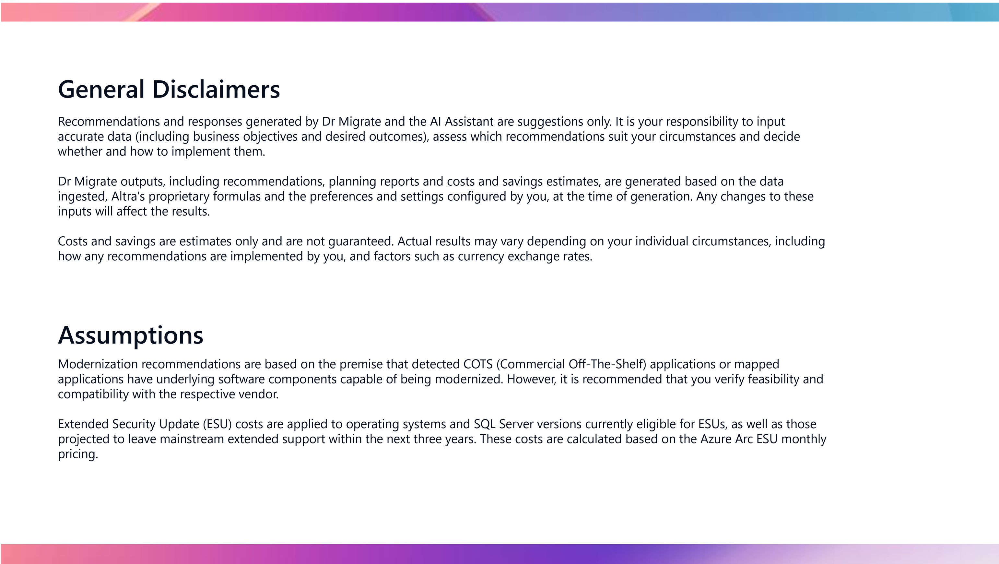 General Disclaimers
Recommendations and responses generated by Dr Migrate and the AI Assistant are suggestions only. It is your responsibility to input
accurate data (including business objectives and desired outcomes), assess which recommendations suit your circumstances and decide
whether and how to implement them.
Dr Migrate outputs, including recommendations, planning reports and costs and savings estimates, are generated based on the data
ingested, Altra's proprietary formulas and the preferences and settings configured by you, at the time of generation. Any changes to these
inputs will affect the results.
Costs and savings are estimates only and are not guaranteed. Actual results may vary depending on your individual circumstances, including
how any recommendations are implemented by you, and factors such as currency exchange rates.
Assumptions
Modernization recommendations are based on the premise that detected COTS (Commercial Off-The-Shelf) applications or mapped
applications have underlying software components capable of being modernized. However, it is recommended that you verify feasibility and
compatibility with the respective vendor.
Extended Security Update (ESU) costs are applied to operating systems and SQL Server versions currently eligible for ESUs, as well as those
projected to leave mainstream extended support within the next three years. These costs are calculated based on the Azure Arc ESU monthly
pricing.